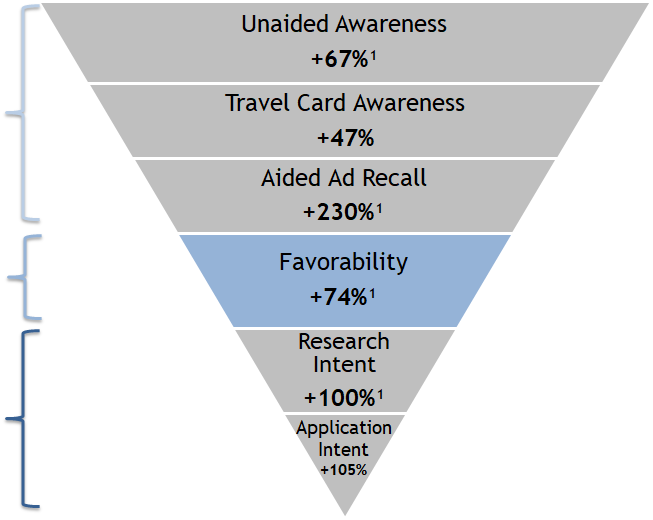 Unaided Awareness
+67%¹
Travel Card Awareness
+47%
Aided Ad Recall
+230%¹
Favorability
+74%¹
Research
Intent
+100%¹
Application
Intent
+105%